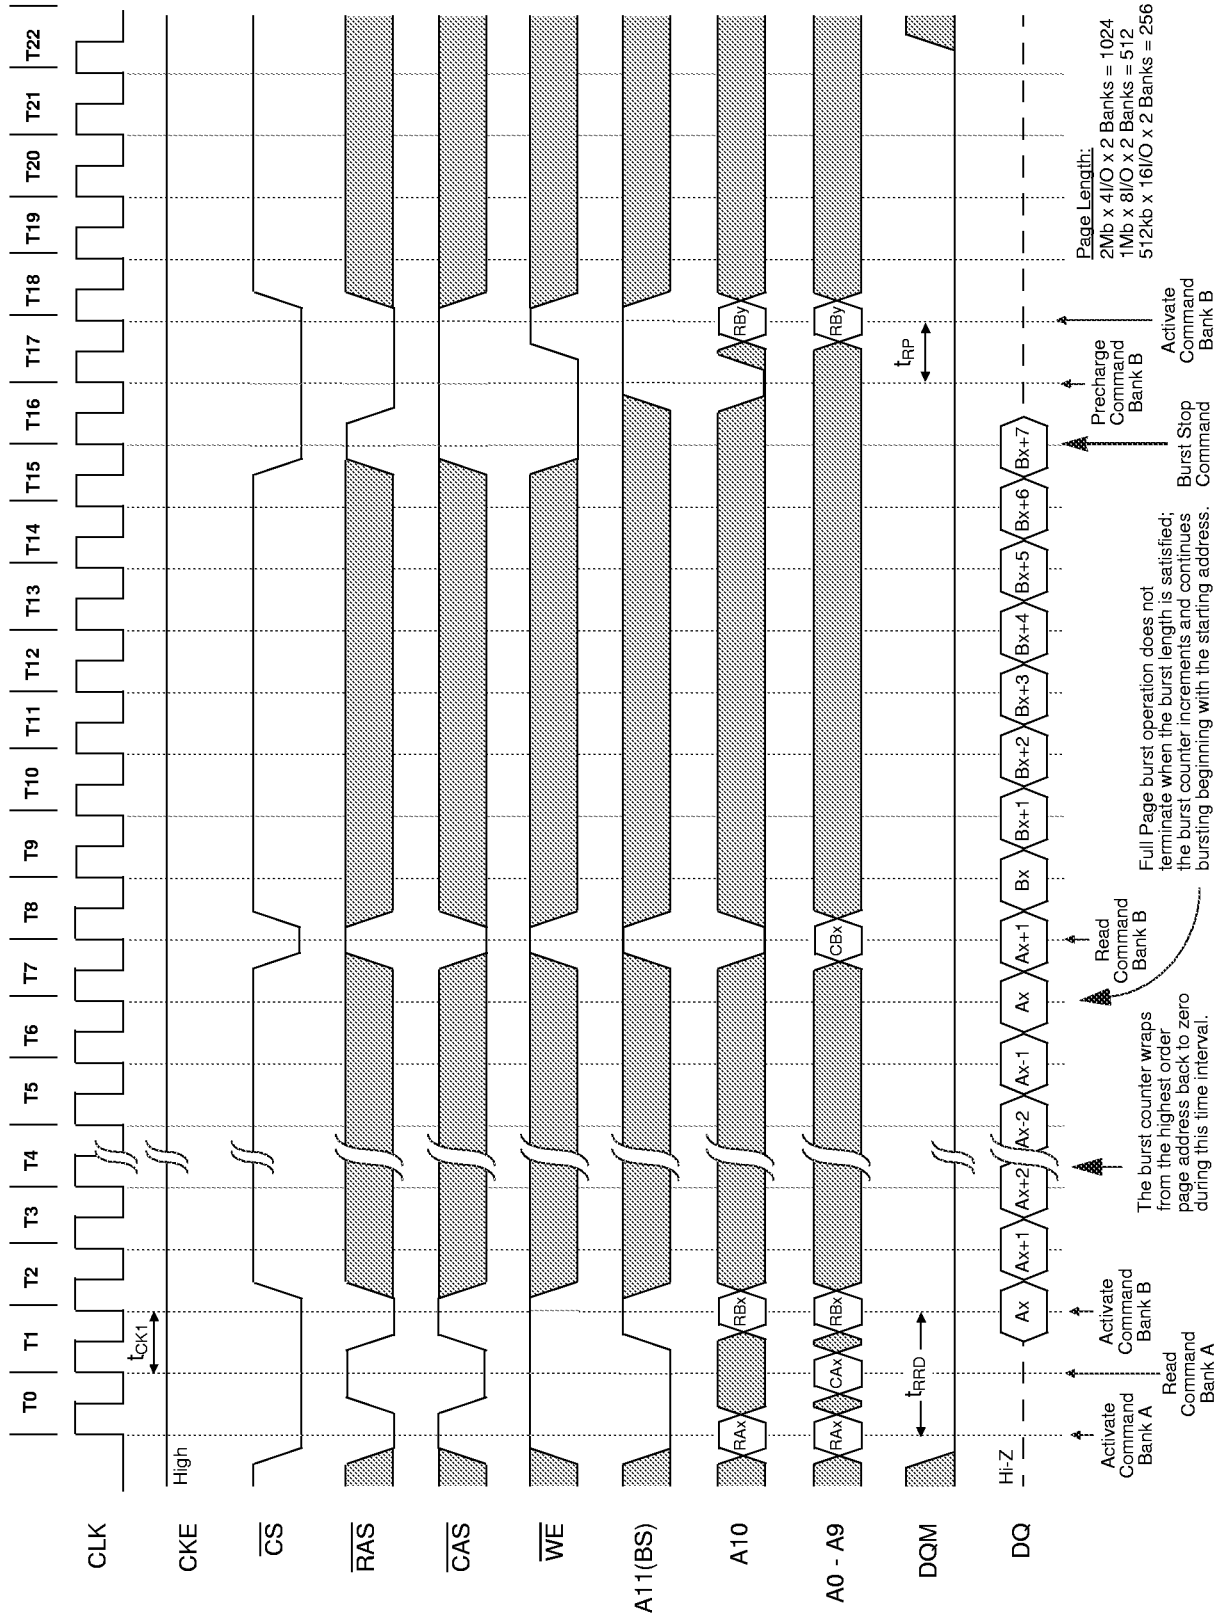 T0 T1 T2 T3 T4 T5 T6 T7 T8 T9 T10 T11 T12 T13 T14 T15 T16 T17 T18 T19 T20 T21 T22
CLK
tCK1
CKE
High
CS
RAS
CAS
WE
A11(BS)
A10
RAx RBx RBy
A0 - A9
RAx CAx RBx CBx RBy
DQM
tRRD
tRP
DQ
Hi-Z
Ax Ax+1 Ax+2 Ax-2 Ax-1 Ax Ax+1 Bx Bx+1 Bx+2 Bx+3 Bx+4 Bx+5 Bx+6 Bx+7
Activate
Command
Bank A
Read
Command
Bank A
Activate
Command
Bank B
The burst counter wraps
from the highest order
page address back to zero
during this time interval.
Read
Command
Bank B
Full Page burst operation does not
terminate when the burst length is satisfied;
the burst counter increments and continues
bursting beginning with the starting address.
Burst Stop
Command
Precharge
Command
Bank B
Activate
Command
Bank B
Page Length:
2Mb x 4I/O x 2 Banks = 1024
1Mb x 8I/O x 2 Banks = 512
512kb x 16I/O x 2 Banks = 256